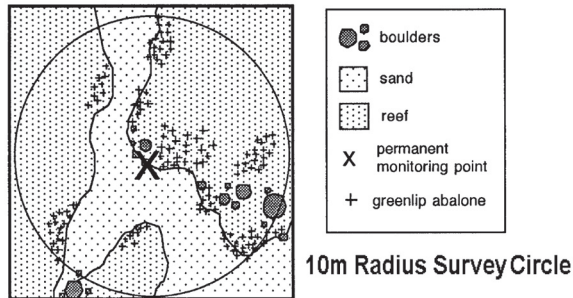 boulders
sand
reef
X
permanent
monitoring point
greenlip abalone
10m Radius Survey Circle